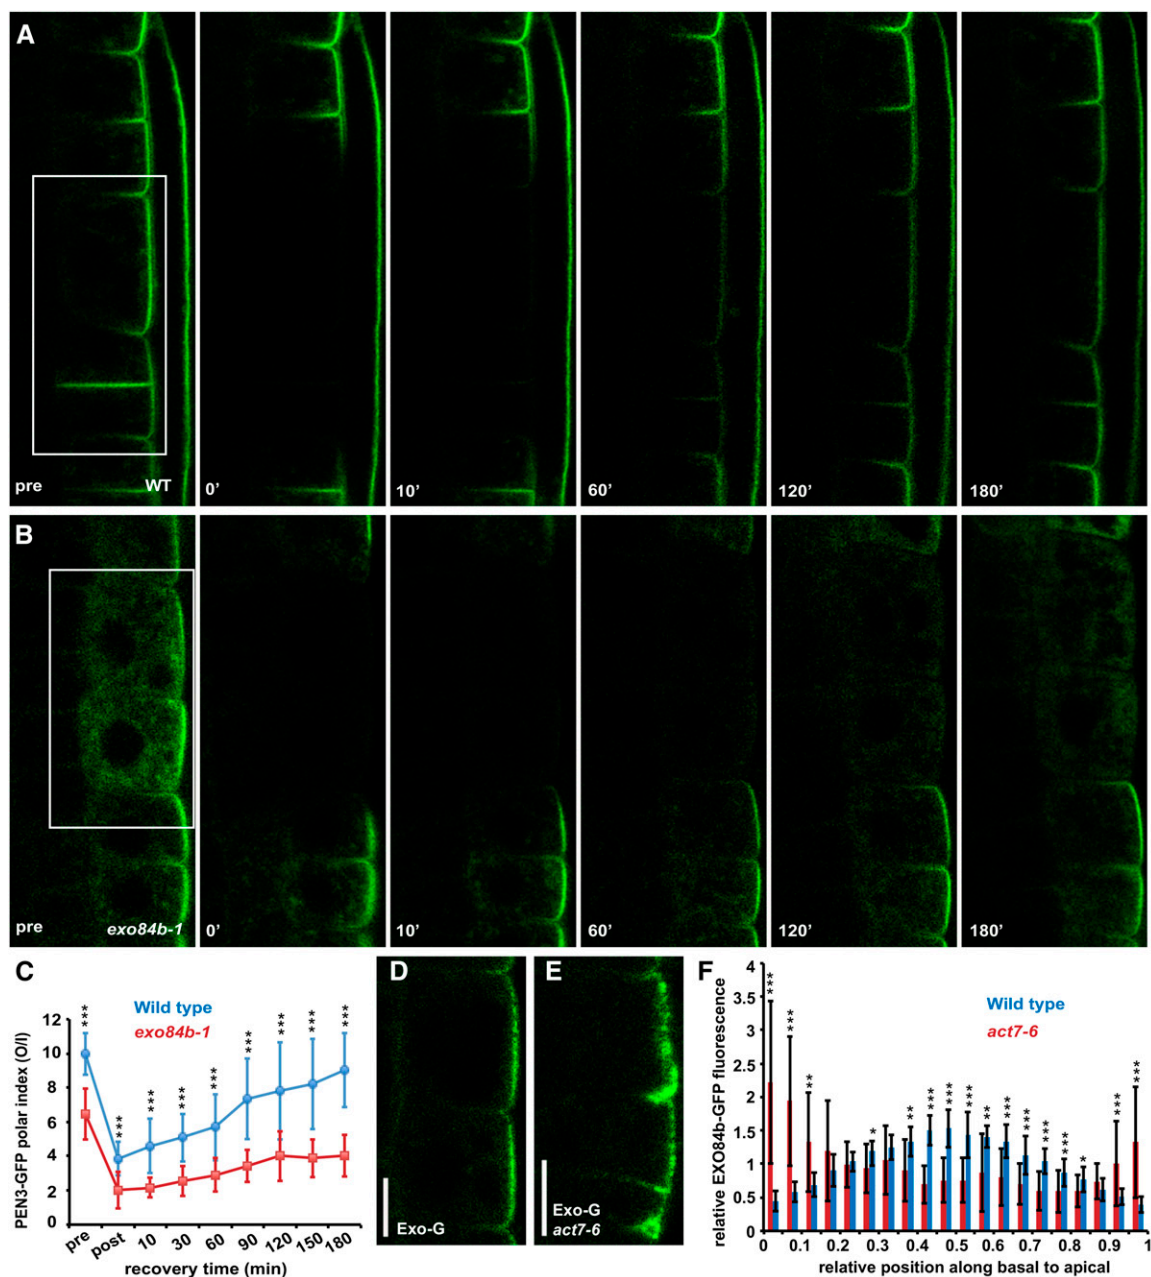 A
pre WT 0' 10' 60' 120' 180'
B
pre exo84b-1 0' 10' 60' 120' 180'
C
Wild type
exo84b-1
***
***
***
***
***
***
***
***
***
PEN3-GFP polar index (O/I)
12
10
8
6
4
2
0
pre post 10 30 60 90 120 150 180
recovery time (min)
D
Exo-G
E
Exo-G
act7-6
F
Wild type
act7-6
***
***
**
*
**
***
***
***
**
***
***
***
***
*
***
***
relative EXO84b-GFP fluorescence
4
3.5
3
2.5
2
1.5
1
0.5
0
0 0.1 0.2 0.3 0.4 0.5 0.6 0.7 0.8 0.9 1
relative position along basal to apical